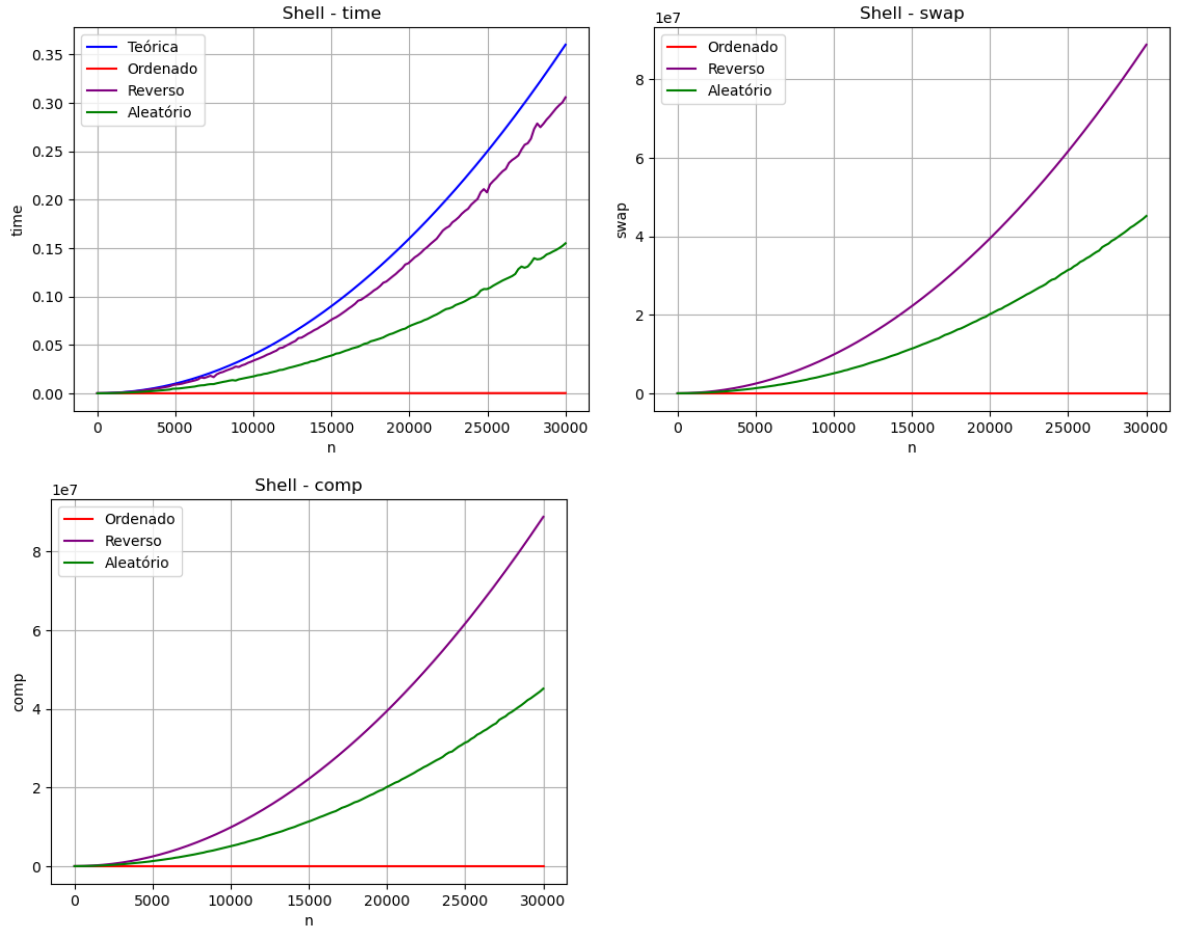 Shell - time
Teórica
Ordenado
Reverso
Aleatório
0.35
0.30
0.25
0.20
0.15
0.10
0.05
0.00
time
0 5000 10000 15000 20000 25000 30000
n
Shell - swap
1e7
Ordenado
Reverso
Aleatório
8
6
4
2
0
swap
0 5000 10000 15000 20000 25000 30000
n
Shell - comp
1e7
Ordenado
Reverso
Aleatório
8
6
4
2
0
comp
0 5000 10000 15000 20000 25000 30000
n